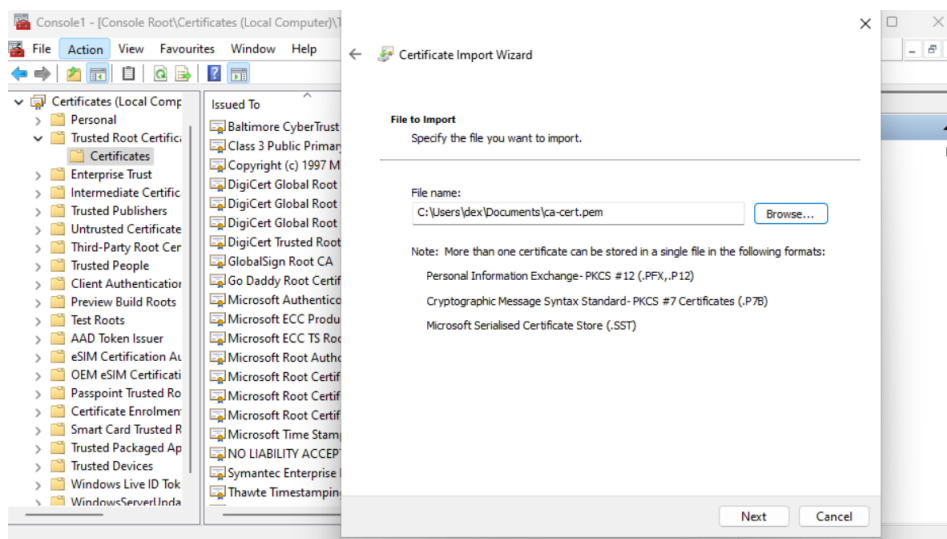 Console1 - [Console Root\Certificates (Local Computer)\T
File Action View Favourites Window Help
Certificates (Local Comp
Personal
Trusted Root Certifica
Certificates
Enterprise Trust
Intermediate Certific
Trusted Publishers
Untrusted Certificate
Third-Party Root Cer
Trusted People
Client Authentication
Preview Build Roots
Test Roots
AAD Token Issuer
eSIM Certification Au
OEM eSIM Certificati
Passpoint Trusted Ro
Certificate Enrolment
Smart Card Trusted R
Trusted Packaged Ap
Trusted Devices
Windows Live ID Tok
WindowsServerUpda
Issued To
Baltimore CyberTrust
Class 3 Public Primary
Copyright (c) 1997 M
DigiCert Global Root
DigiCert Global Root
DigiCert Global Root
DigiCert Trusted Root
GlobalSign Root CA
Go Daddy Root Certif
Microsoft Authentico
Microsoft ECC Produ
Microsoft ECC TS Roo
Microsoft Root Autho
Microsoft Root Certif
Microsoft Root Certif
Microsoft Root Certif
Microsoft Time Stam
NO LIABILITY ACCEP
Symantec Enterprise
Thawte Timestampin
Certificate Import Wizard
File to Import
Specify the file you want to import.
File name:
C:\Users\dex\Documents\ca-cert.pem
Browse...
Note: More than one certificate can be stored in a single file in the following formats:
Personal Information Exchange- PKCS #12 (.PFX,.P12)
Cryptographic Message Syntax Standard- PKCS #7 Certificates (.P7B)
Microsoft Serialised Certificate Store (.SST)
Next Cancel